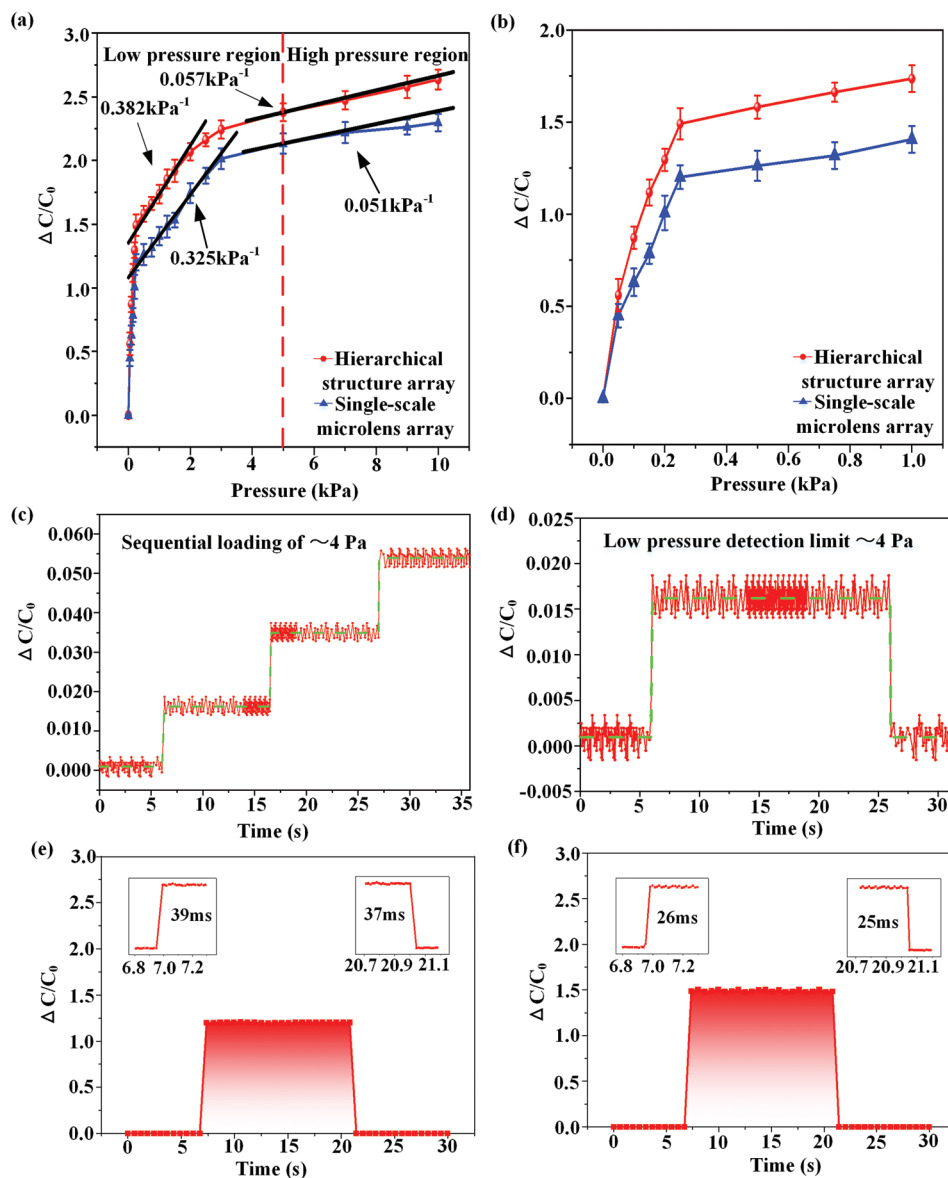 (a)
3.0
2.5
2.0
1.5
1.0
0.5
0.0
Δ C/C₀
Low pressure region
High pressure region
0.057kPa⁻¹
0.382kPa⁻¹
0.051kPa⁻¹
0.325kPa⁻¹
Hierarchical
structure array
Single-scale
microlens array
0 2 4 6 8 10
Pressure (kPa)
(b)
2.0
1.5
1.0
0.5
0.0
Δ C/C₀
Hierarchical
structure array
Single-scale
microlens array
0.0 0.2 0.4 0.6 0.8 1.0
Pressure (kPa)
(c)
0.060
0.050
0.040
0.030
0.020
0.010
0.000
Δ C/C₀
Sequential loading of ～4 Pa
0 5 10 15 20 25 30 35
Time (s)
(d)
0.025
0.020
0.015
0.010
0.005
0.000
-0.005
Δ C/C₀
Low pressure detection limit ～4 Pa
0 5 10 15 20 25 30
Time (s)
(e)
3.0
2.5
2.0
1.5
1.0
0.5
0.0
Δ C/C₀
39ms
6.8 7.0 7.2
37ms
20.7 20.9 21.1
0 5 10 15 20 25 30
Time (s)
(f)
3.0
2.5
2.0
1.5
1.0
0.5
0.0
Δ C/C₀
26ms
6.8 7.0 7.2
25ms
20.7 20.9 21.1
0 5 10 15 20 25 30
Time (s)